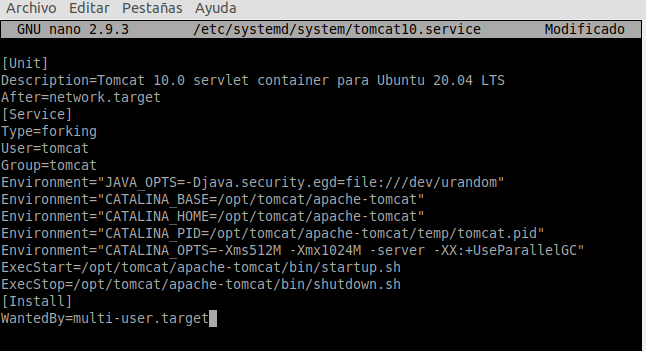 Archivo Editar Pestañas Ayuda
GNU nano 2.9.3 /etc/systemd/system/tomcat10.service Modificado
[Unit]
Description=Tomcat 10.0 servlet container para Ubuntu 20.04 LTS
After=network.target
[Service]
Type=forking
User=tomcat
Group=tomcat
Environment="JAVA_OPTS=-Djava.security.egd=file:///dev/urandom"
Environment="CATALINA_BASE=/opt/tomcat/apache-tomcat"
Environment="CATALINA_HOME=/opt/tomcat/apache-tomcat"
Environment="CATALINA_PID=/opt/tomcat/apache-tomcat/temp/tomcat.pid"
Environment="CATALINA_OPTS=-Xms512M -Xmx1024M -server -XX:+UseParallelGC"
ExecStart=/opt/tomcat/apache-tomcat/bin/startup.sh
ExecStop=/opt/tomcat/apache-tomcat/bin/shutdown.sh
[Install]
WantedBy=multi-user.target